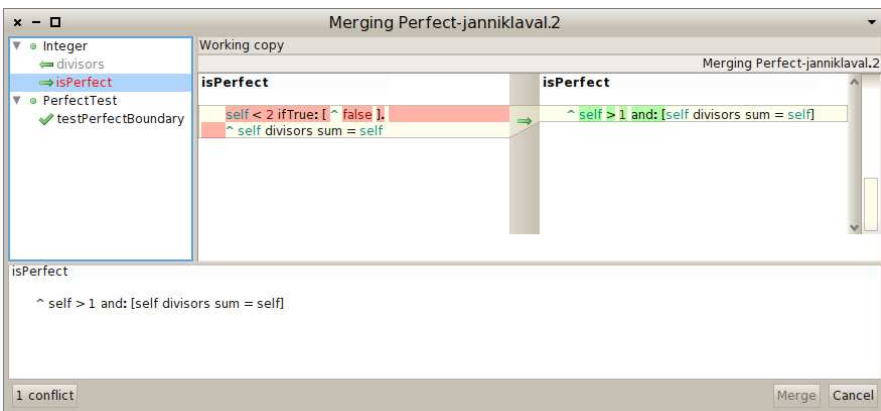 Merging Perfect-janniklaval.2
Integer
divisors
isPerfect
PerfectTest
testPerfectBoundary
Working copy
Merging Perfect-janniklaval.2
isPerfect
self < 2 ifTrue: [ ^ false ].
^ self divisors sum = self
isPerfect
^ self > 1 and: [self divisors sum = self]
isPerfect
^ self > 1 and: [self divisors sum = self]
1 conflict
Merge
Cancel